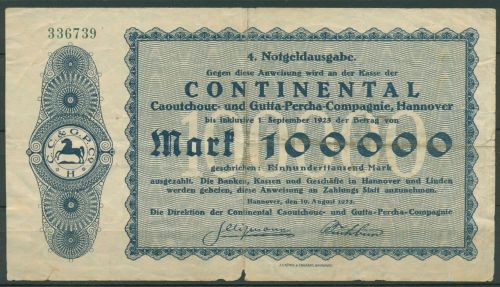 336739
4. Notgeldausgabe.
Gegen diese Anweisung wird an der Kasse der
CONTINENTAL
Caoutchouc- und Gutta-Percha-Compagnie, Hannover
bis inklusive 1. September 1923 der Betrag von
Mark 100000
geschrieben: Einhunderttausend Mark
ausgezahlt. Die Banken, Kassen und Geschäfte in Hannover und Linden
werden gebeten, diese Anweisung an Zahlungs Statt anzunehmen.
Hannover, den 10. August 1923.
Die Direktion der Continental Caoutchouc- und Gutta-Percha-Compagnie
C.C.& G.P. Co
H